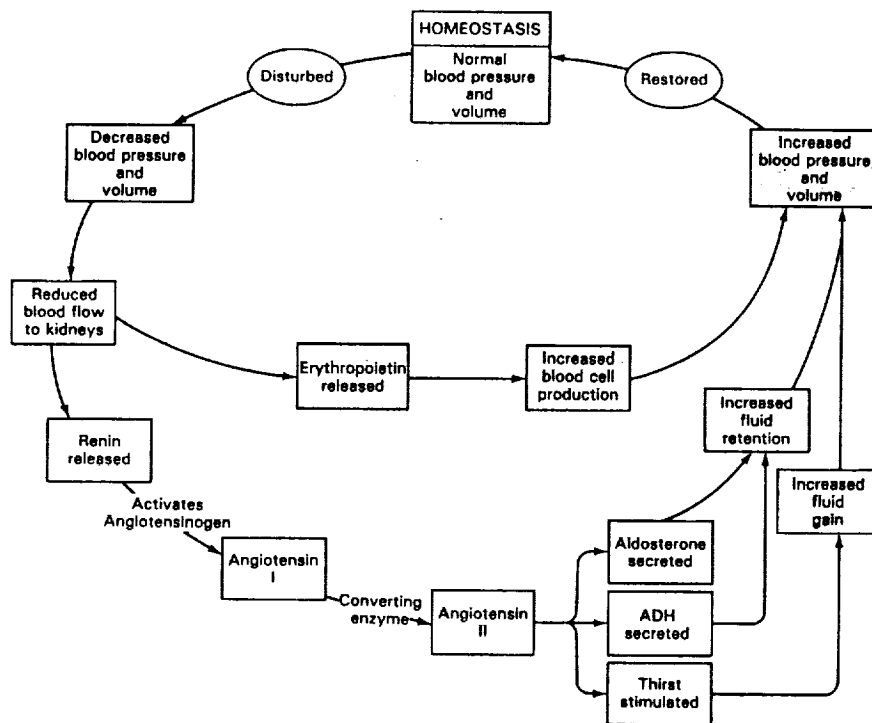 HOMEOSTASIS
Normal
blood pressure
and
volume
Disturbed
Restored
Decreased
blood pressure
and
volume
Increased
blood pressure
and
volume
Reduced
blood flow
to kidneys
Erythropoietin
released
Increased
blood cell
production
Increased
fluid
retention
Renin
released
Increased
fluid
gain
Activates
Angiotensinogen
Angiotensin
I
Converting
enzyme
Angiotensin
II
Aldosterone
secreted
ADH
secreted
Thirst
stimulated